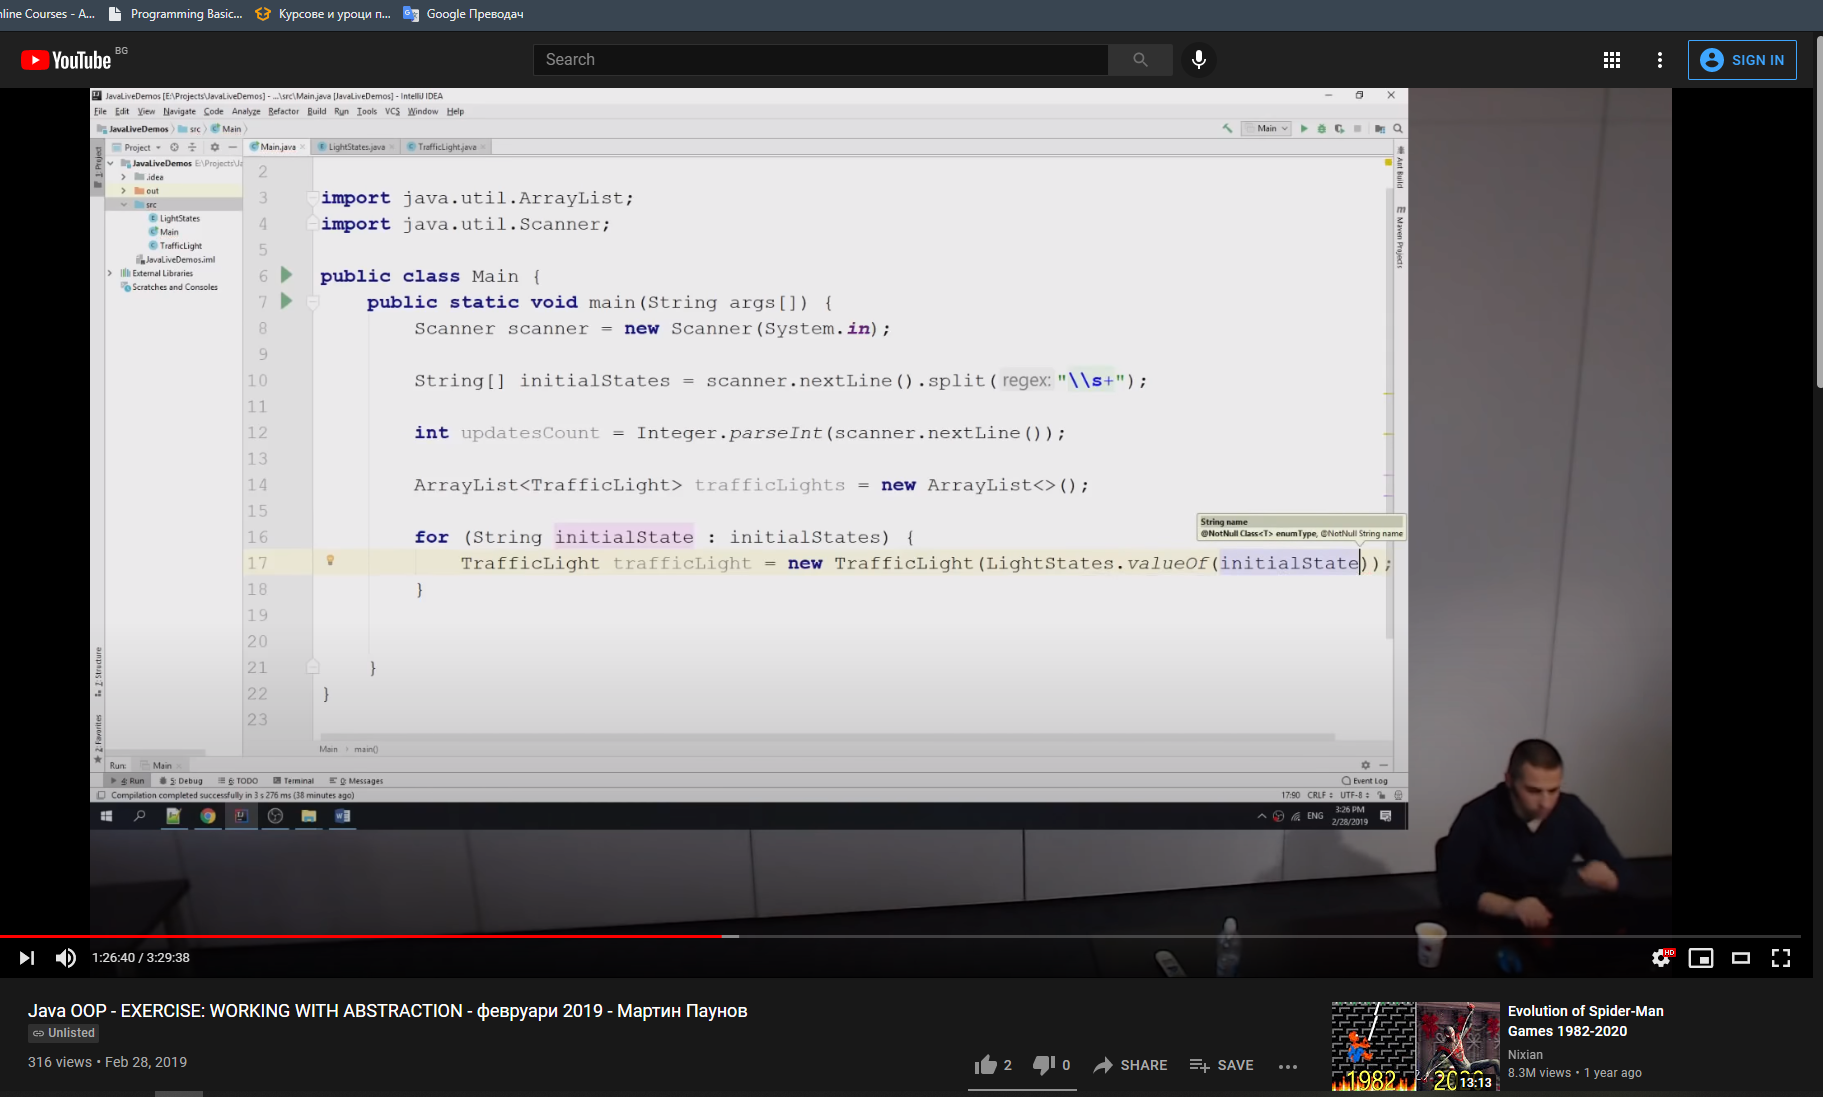 nline Courses - A...
Programming Basic...
Курсове и уроци п...
Google Преводач
YouTube
BG
Search
SIGN IN
JavaLiveDemos [E:\Projects\JavaLiveDemos] - ...\src\Main.java [JavaLiveDemos] - IntelliJ IDEA
File Edit View Navigate Code Analyze Refactor Build Run Tools VCS Window Help
JavaLiveDemos src Main
Main
Project
Main.java LightStates.java TrafficLight.java
1: Project
JavaLiveDemos E:\Projects\Ja
.idea
out
src
LightStates
Main
TrafficLight
JavaLiveDemos.iml
External Libraries
Scratches and Consoles
Ant Build
m Maven Projects
2
3 import java.util.ArrayList;
4 import java.util.Scanner;
5
6 public class Main {
7 public static void main(String args[]) {
8 Scanner scanner = new Scanner(System.in);
9
10 String[] initialStates = scanner.nextLine().split( regex: "\\s+");
11
12 int updatesCount = Integer.parseInt(scanner.nextLine());
13
14 ArrayList<TrafficLight> trafficLights = new ArrayList<>();
15
String name
@NotNull Class<T> enumType, @NotNull String name
16 for (String initialState : initialStates) {
17 TrafficLight trafficLight = new TrafficLight(LightStates.valueOf(initialState));
18 }
19
20
21 }
22 }
23
Z: Structure
2: Favorites
Main main()
Run: Main
4: Run 5: Debug 6: TODO Terminal 0: Messages
Event Log
Compilation completed successfully in 3 s 276 ms (38 minutes ago)
17:90 CRLF UTF-8
ENG
3:26 PM
2/28/2019
1:26:40 / 3:29:38
HD
Java OOP - EXERCISE: WORKING WITH ABSTRACTION - февруари 2019 - Мартин Паунов
Unlisted
316 views • Feb 28, 2019
2
0
SHARE
SAVE
1982
13:13
Evolution of Spider-Man
Games 1982-2020
Nixian
8.3M views • 1 year ago